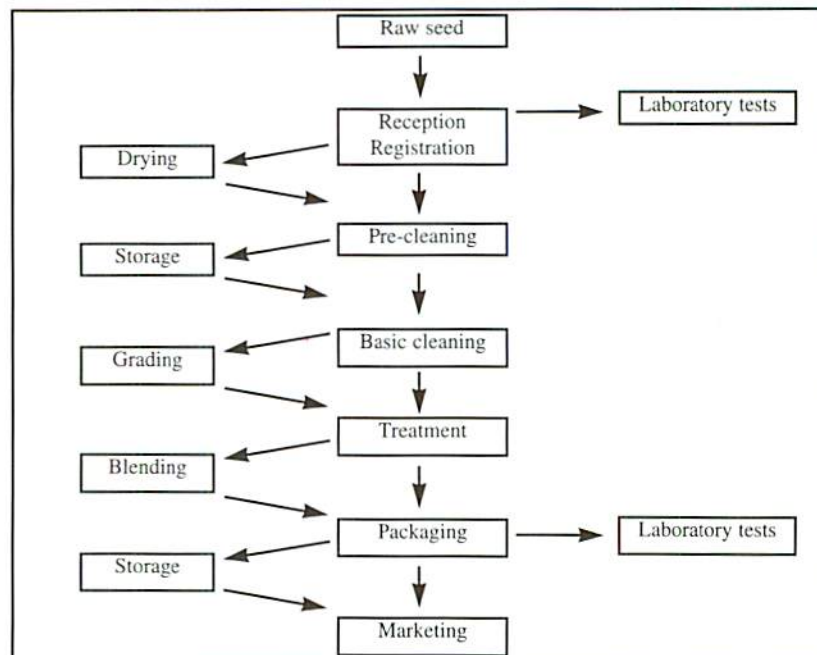 Raw seed
Laboratory tests
Reception
Registration
Drying
Pre-cleaning
Storage
Basic cleaning
Grading
Treatment
Blending
Packaging
Laboratory tests
Storage
Marketing